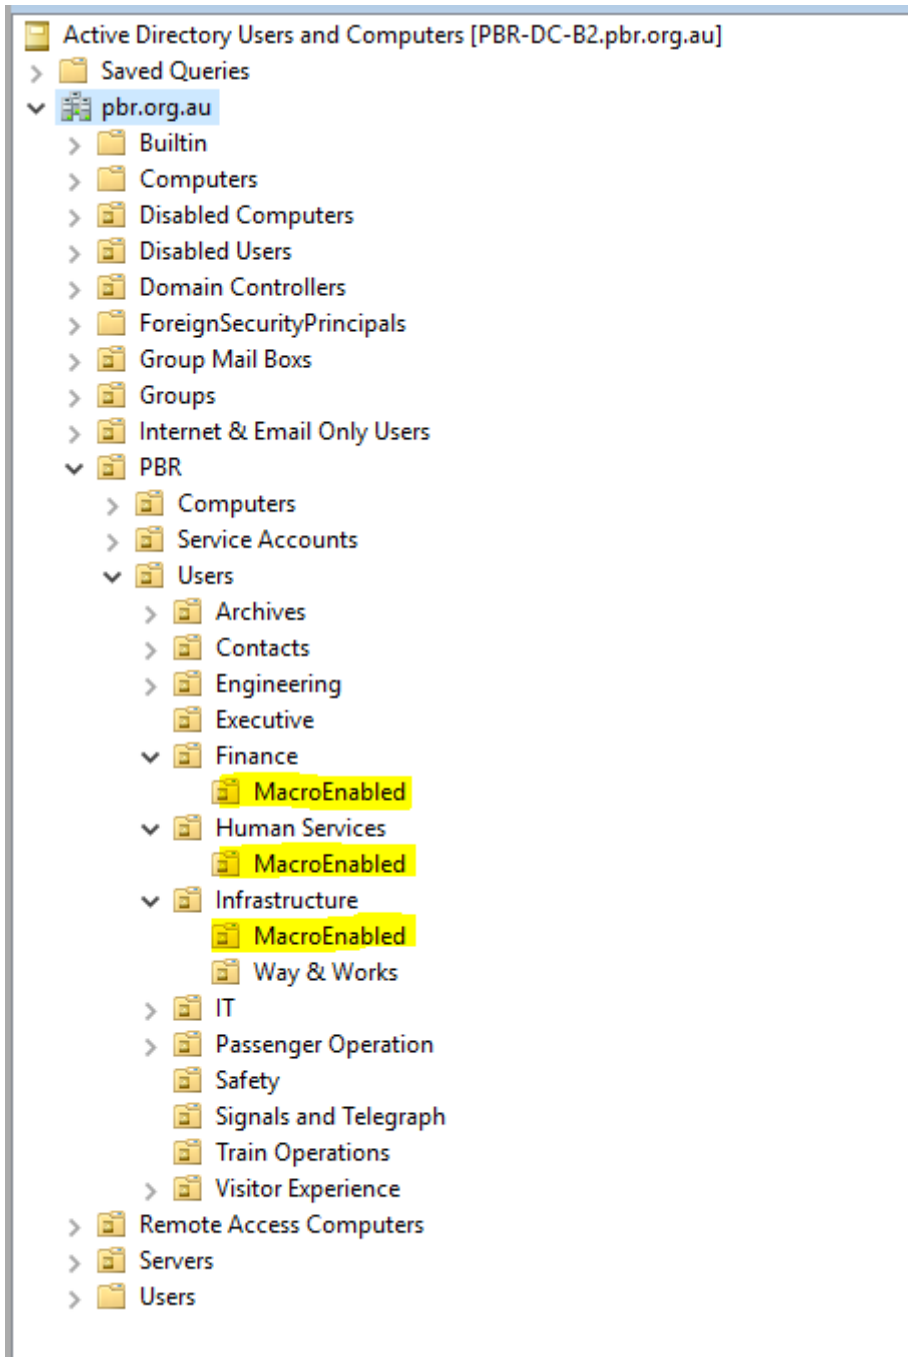 Active Directory Users and Computers [PBR-DC-B2.pbr.org.au]
Saved Queries
pbr.org.au
Builtin
Computers
Disabled Computers
Disabled Users
Domain Controllers
ForeignSecurityPrincipals
Group Mail Boxs
Groups
Internet & Email Only Users
PBR
Computers
Service Accounts
Users
Archives
Contacts
Engineering
Executive
Finance
MacroEnabled
Human Services
MacroEnabled
Infrastructure
MacroEnabled
Way & Works
IT
Passenger Operation
Safety
Signals and Telegraph
Train Operations
Visitor Experience
Remote Access Computers
Servers
Users